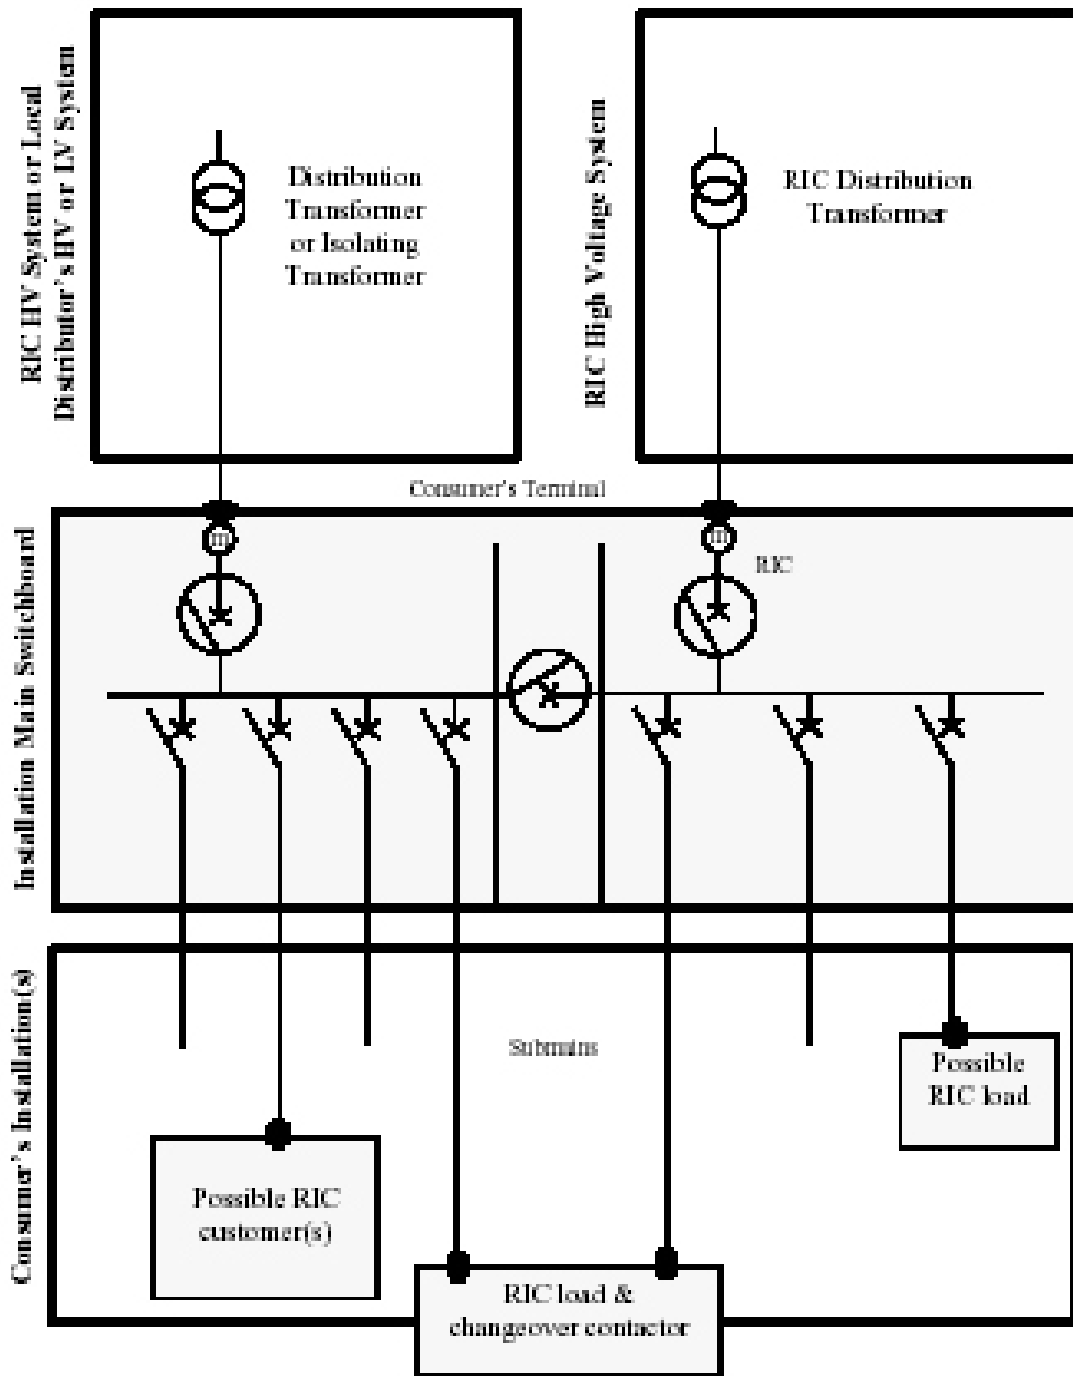 RIC HV System or Local
Distributor's HV or LV System
Distribution
Transformer
or Isolating
Transformer
RIC High Voltage System
RIC Distribution
Transformer
Consumer's Terminal
Installation Main Switchboard
m
m
RIC
Consumer's Installation(s)
Submains
Possible
RIC load
Possible RIC
customer(s)
RIC load &
changeover contactor